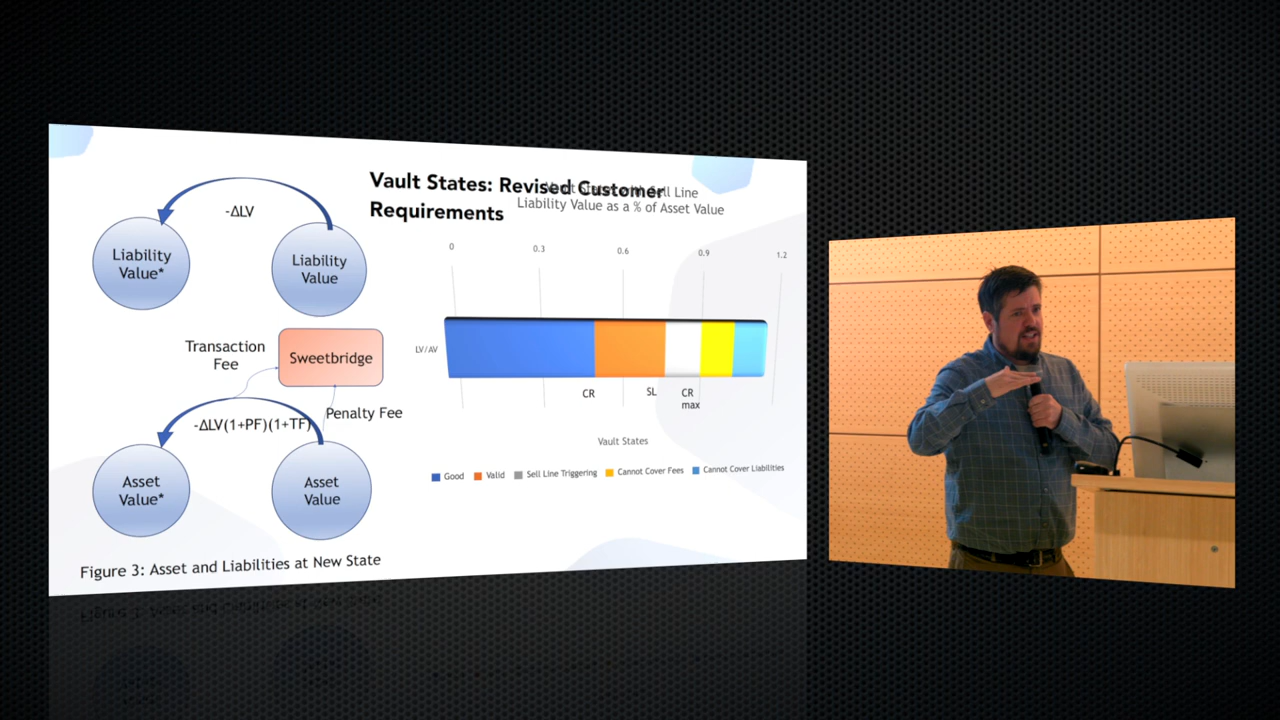 Vault States: Revised Customer
Requirements
Sell Line
Liability Value as a % of Asset Value
-ΔLV
Liability
Value*
Liability
Value
Transaction
Fee
Sweetbridge
Penalty Fee
-ΔLV(1+PF)(1+TF)
Asset
Value*
Asset
Value
Figure 3: Asset and Liabilities at New State
0
0.3
0.6
0.9
1.2
LV/AV
CR
SL
CR
max
Vault States
Good
Valid
Sell Line Triggering
Cannot Cover Fees
Cannot Cover Liabilities